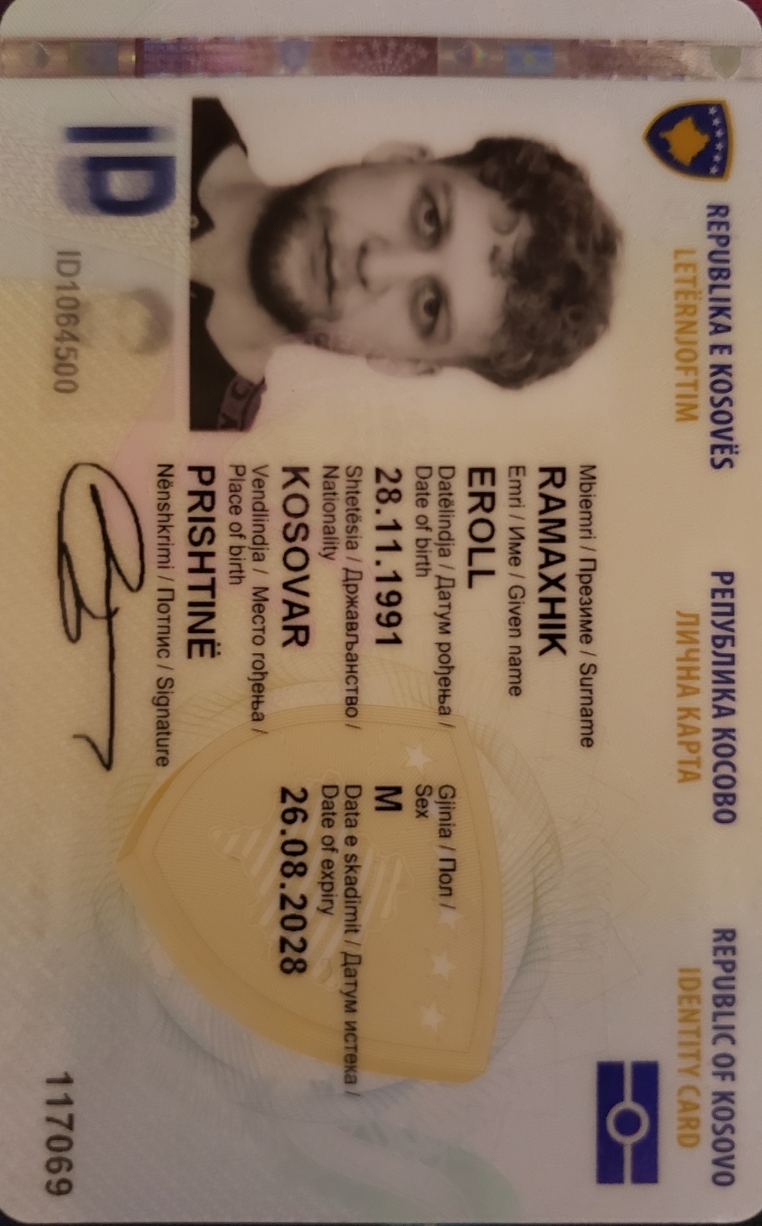 REPUBLIKA E KOSOVËS
LETËRNJOFTIM
РЕПУБЛИКА КОСОВО
ЛИЧНА КАРТА
REPUBLIC OF KOSOVO
IDENTITY CARD
Mbiemri / Презиме / Surname
RAMAXHIK
Emri / Име / Given name
EROLL
Datëlindja / Датум рођења /
Date of birth
28.11.1991
Gjinia / Пол /
Sex
M
Shtetësia / Држављанство /
Nationality
KOSOVAR
Data e skadimit / Датум истека /
Date of expiry
26.08.2028
Vendlindja / Место рођења /
Place of birth
PRISHTINË
Nënshkrimi / Потпис / Signature
ID
ID1064500
117069